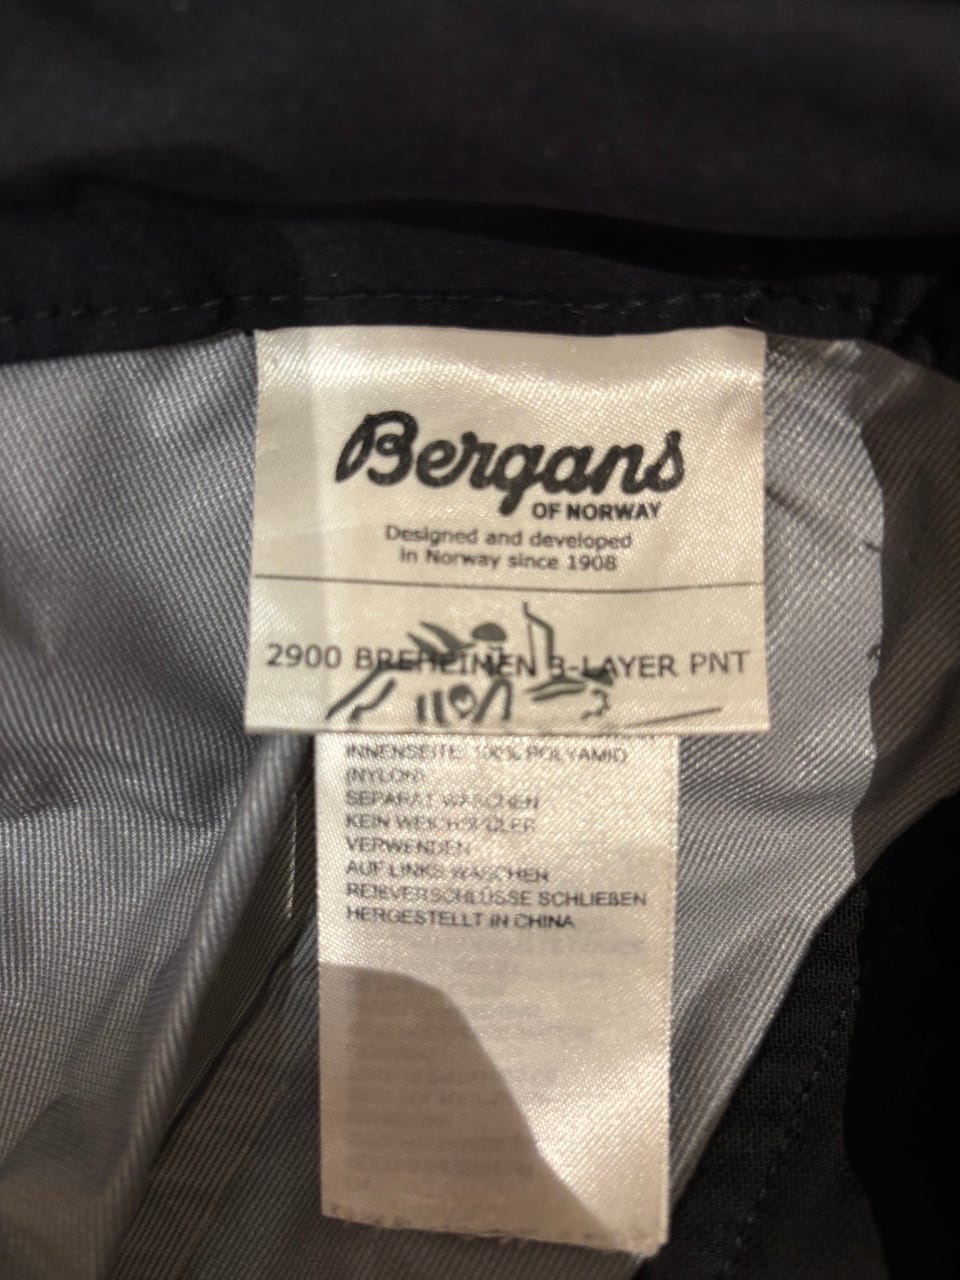 Bergans
OF NORWAY
Designed and developed
in Norway since 1908
2900 BREHEIMEN 3-LAYER PNT
INNENSEITE: 100% POLYAMID
(NYLON)
SEPARAT WASCHEN
KEIN WEICHSPÜLER
VERWENDEN
AUF LINKS WASCHEN
REIßVERSCHLÜSSE SCHLIEßEN
HERGESTELLT IN CHINA